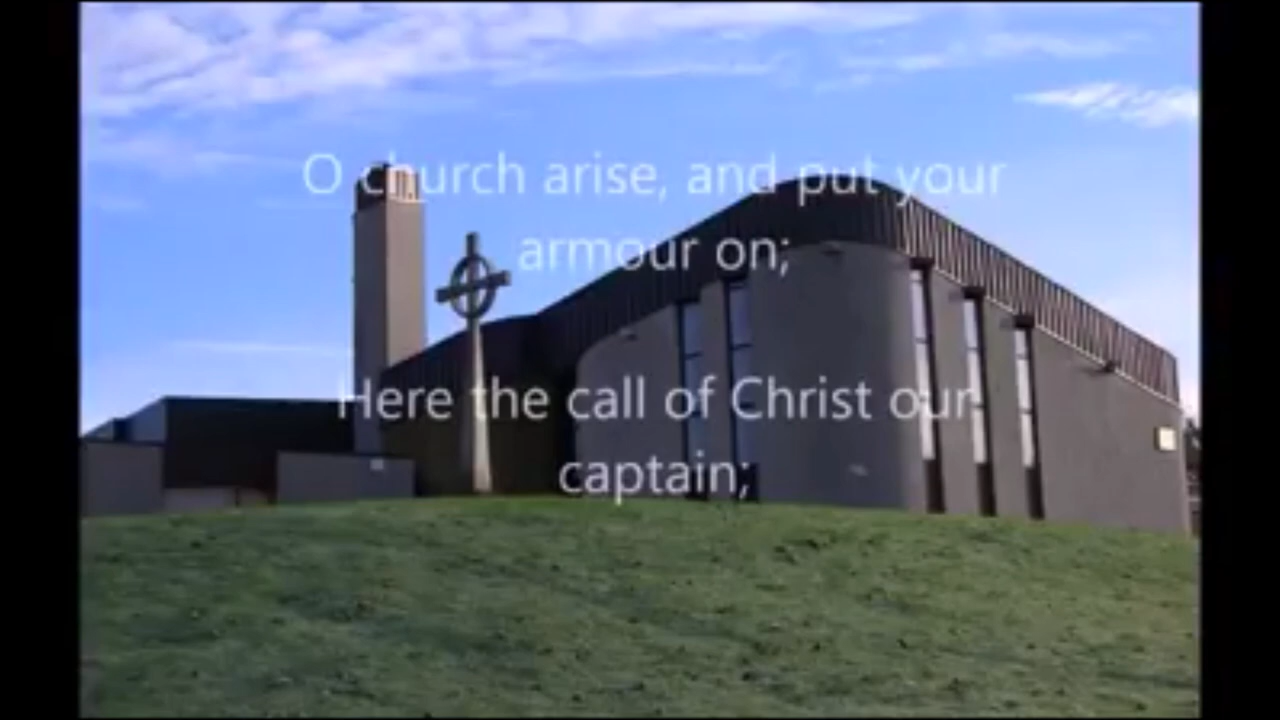 O church arise, and put your
armour on;
Here the call of Christ our
captain;